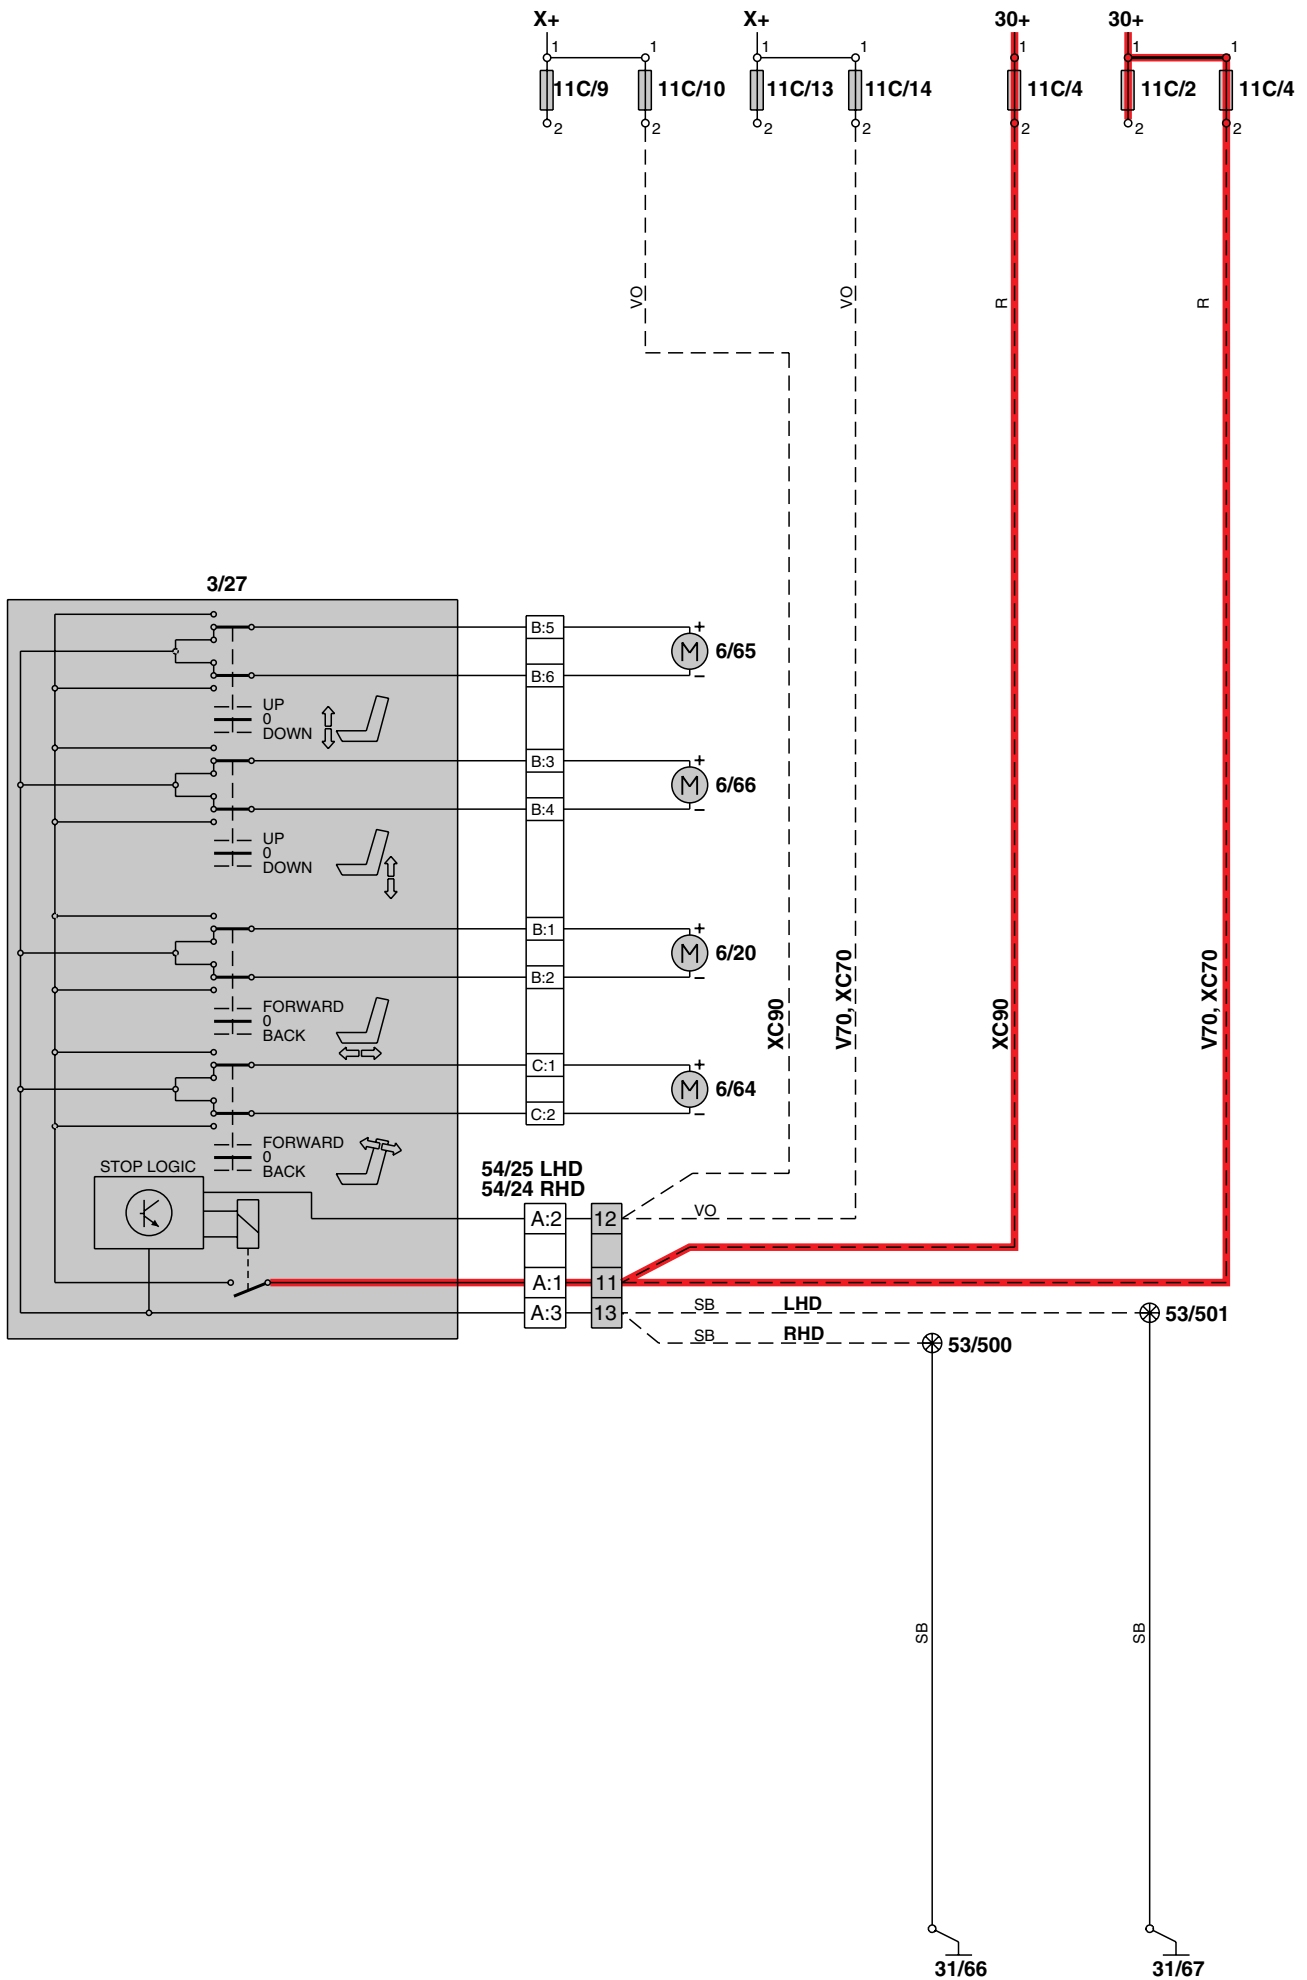 X+ X+ 30+ 30+
1 1 1 1 1 1 1
11C/9 11C/10 11C/13 11C/14 11C/4 11C/2 11C/4
2 2 2 2 2 2 2
VO VO R R
3/27
B:5 + M 6/65
B:6 −
UP
0
DOWN
B:3 + M 6/66
B:4 −
UP
0
DOWN
B:1 + M 6/20
B:2 −
FORWARD
0
BACK
XC90 V70, XC70 XC90 V70, XC70
C:1 + M 6/64
C:2 −
FORWARD
0
BACK
STOP LOGIC
54/25 LHD
54/24 RHD
A:2 12 VO
A:1 11
A:3 13 SB LHD 53/501
SB RHD 53/500
SB SB
31/66 31/67